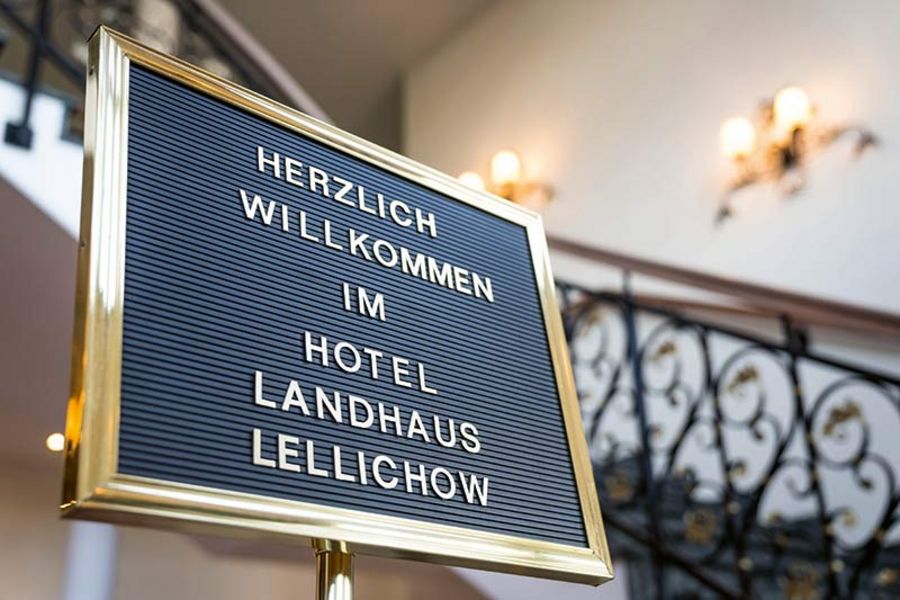 HERZLICH
WILLKOMMEN
IM
HOTEL
LANDHAUS
LELLICHOW